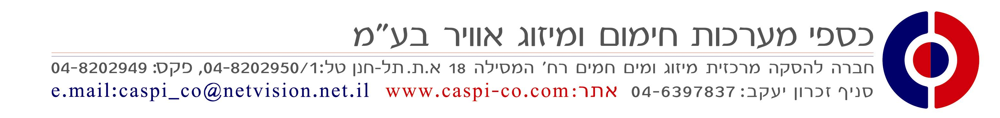 כספי מערכות חימום ומיזוג אוויר בע"מ
חברה להסקה מרכזית מיזוג ומים חמים רח' המסילה 18 א.ת. תל-חנן טל:04-8202950/1, פקס: 04-8202949
סניף זכרון יעקב: 04-6397837 אתר:www.caspi-co.com e.mail:caspi_co@netvision.net.il